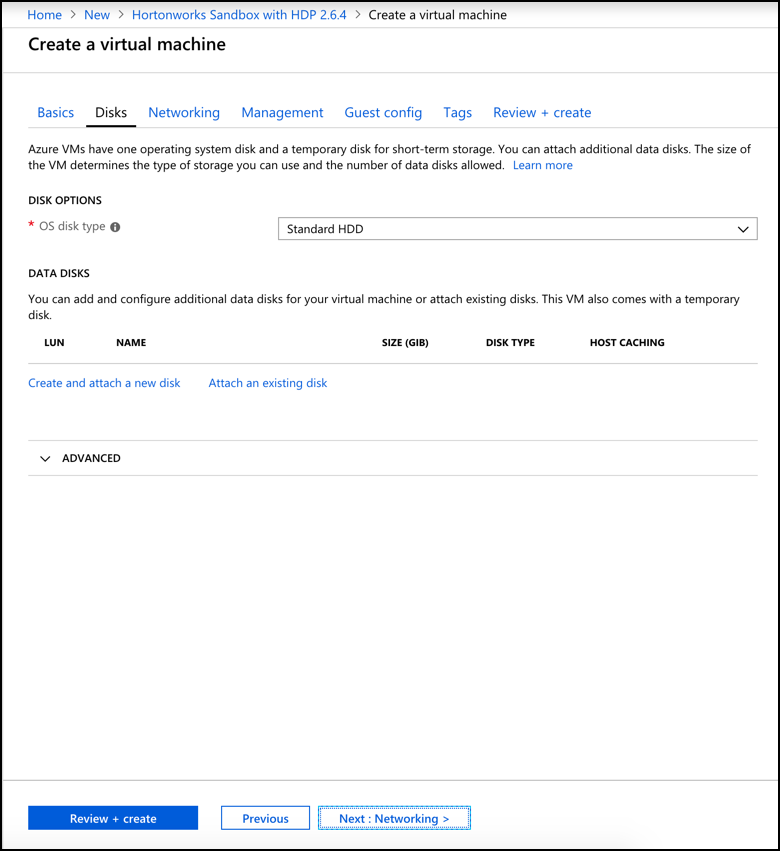 Home > New > Hortonworks Sandbox with HDP 2.6.4 > Create a virtual machine
Create a virtual machine
Basics Disks Networking Management Guest config Tags Review + create
Azure VMs have one operating system disk and a temporary disk for short-term storage. You can attach additional data disks. The size of
the VM determines the type of storage you can use and the number of data disks allowed. Learn more
DISK OPTIONS
* OS disk type
Standard HDD
DATA DISKS
You can add and configure additional data disks for your virtual machine or attach existing disks. This VM also comes with a temporary
disk.
LUN NAME SIZE (GIB) DISK TYPE HOST CACHING
Create and attach a new disk Attach an existing disk
ADVANCED
Review + create Previous Next : Networking >